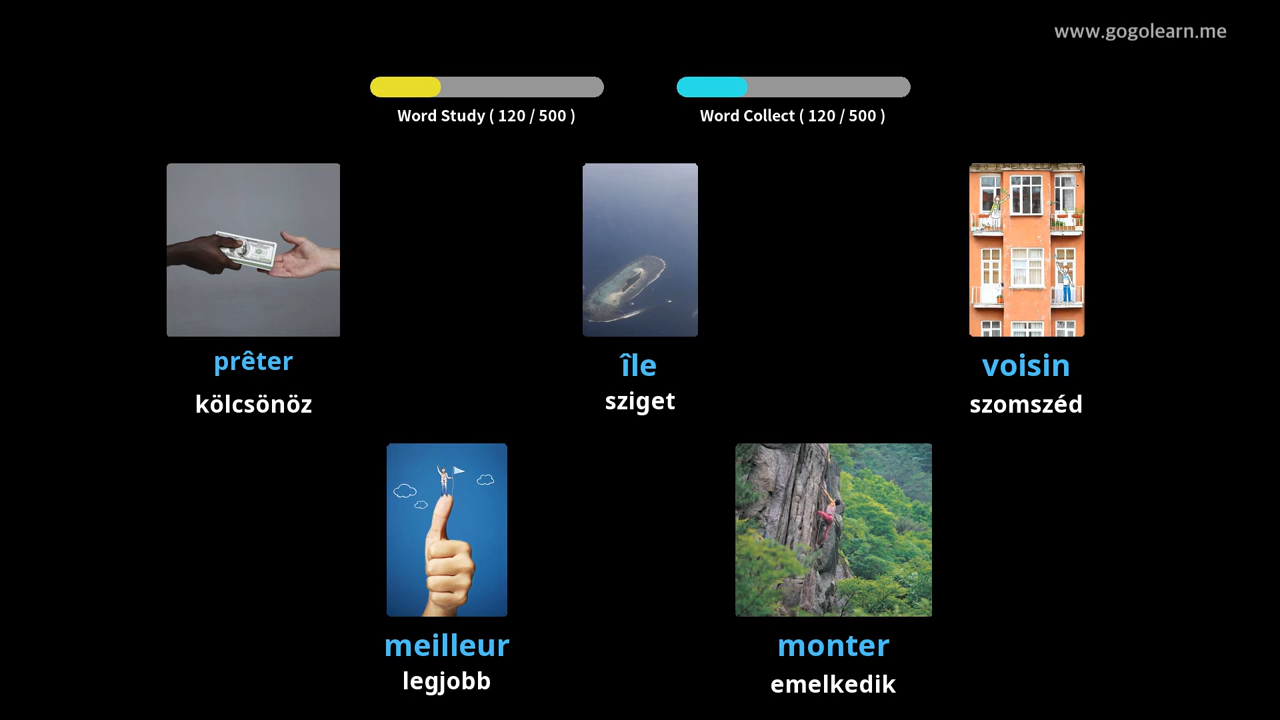 www.gogolearn.me
Word Study ( 120 / 500 )
Word Collect ( 120 / 500 )
prêter
kölcsönöz
île
sziget
voisin
szomszéd
meilleur
legjobb
monter
emelkedik